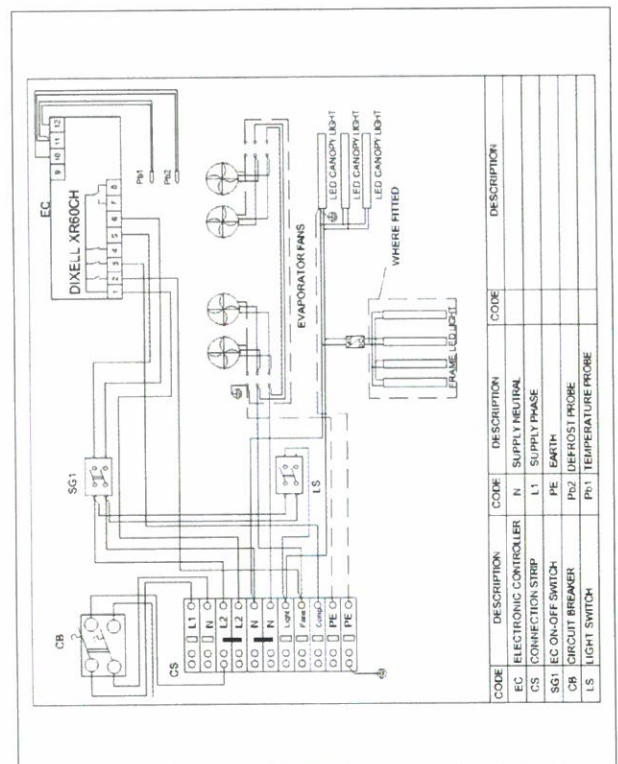 EC
DIXELL XR60CH
9 10 11 12
1 2 3 4 5 6 7 8
Pb1
Pb2
SG1
CB
LS
EVAPORATOR FANS
LED CANOPY LIGHT
LED CANOPY LIGHT
LED CANOPY LIGHT
WHERE FITTED
FRAME LED LIGHT
CS
L1
N
L2
L2
N
N
Light
Fans
Comp
PE
PE
CODE DESCRIPTION CODE DESCRIPTION CODE DESCRIPTION
EC ELECTRONIC CONTROLLER N SUPPLY NEUTRAL
CS CONNECTION STRIP L1 SUPPLY PHASE
SG1 EC ON-OFF SWITCH PE EARTH
CB CIRCUIT BREAKER Pb2 DEFROST PROBE
LS LIGHT SWITCH Pb1 TEMPERATURE PROBE